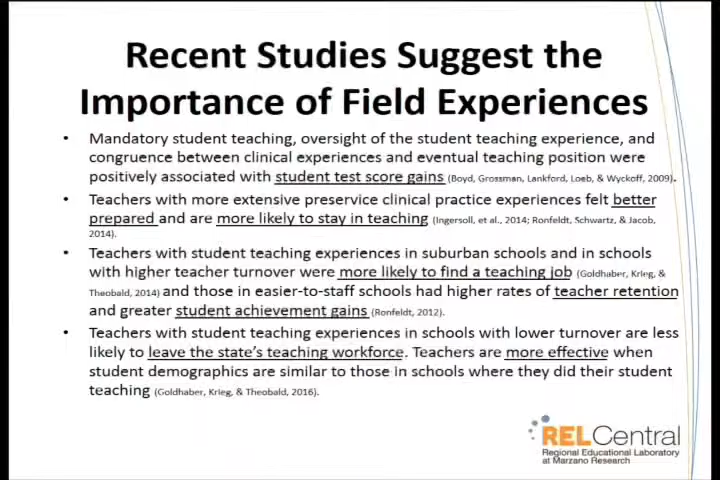 Recent Studies Suggest the
Importance of Field Experiences
• Mandatory student teaching, oversight of the student teaching experience, and
congruence between clinical experiences and eventual teaching position were
positively associated with student test score gains (Boyd, Grossman, Lankford, Loeb, & Wyckoff, 2009).
• Teachers with more extensive preservice clinical practice experiences felt better
prepared and are more likely to stay in teaching (Ingersoll, et al., 2014; Ronfeldt, Schwartz, & Jacob,
2014).
• Teachers with student teaching experiences in suburban schools and in schools
with higher teacher turnover were more likely to find a teaching job (Goldhaber, Krieg, &
Theobald, 2014) and those in easier-to-staff schools had higher rates of teacher retention
and greater student achievement gains (Ronfeldt, 2012).
• Teachers with student teaching experiences in schools with lower turnover are less
likely to leave the state's teaching workforce. Teachers are more effective when
student demographics are similar to those in schools where they did their student
teaching (Goldhaber, Krieg, & Theobald, 2016).
RELCentral
Regional Educational Laboratory
at Marzano Research